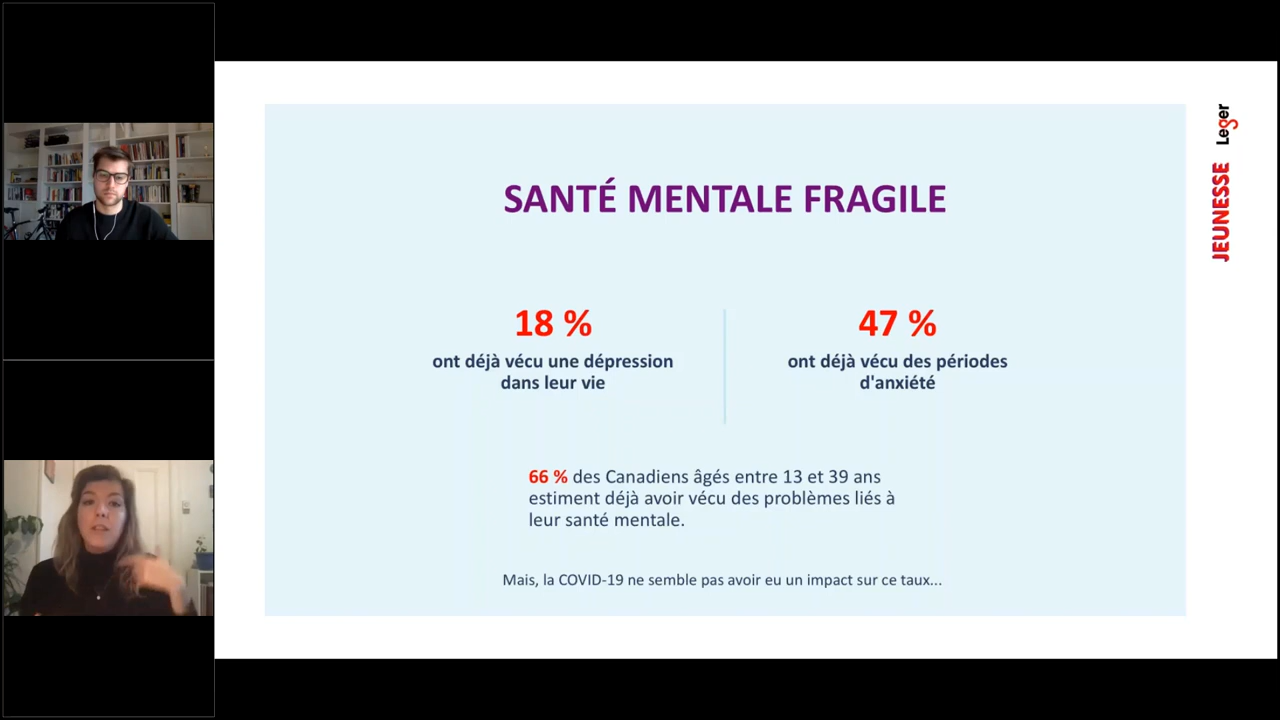 SANTÉ MENTALE FRAGILE
18 %
ont déjà vécu une dépression
dans leur vie
47 %
ont déjà vécu des périodes
d'anxiété
66 % des Canadiens âgés entre 13 et 39 ans
estiment déjà avoir vécu des problèmes liés à
leur santé mentale.
Mais, la COVID-19 ne semble pas avoir eu un impact sur ce taux...
JEUNESSE Leger